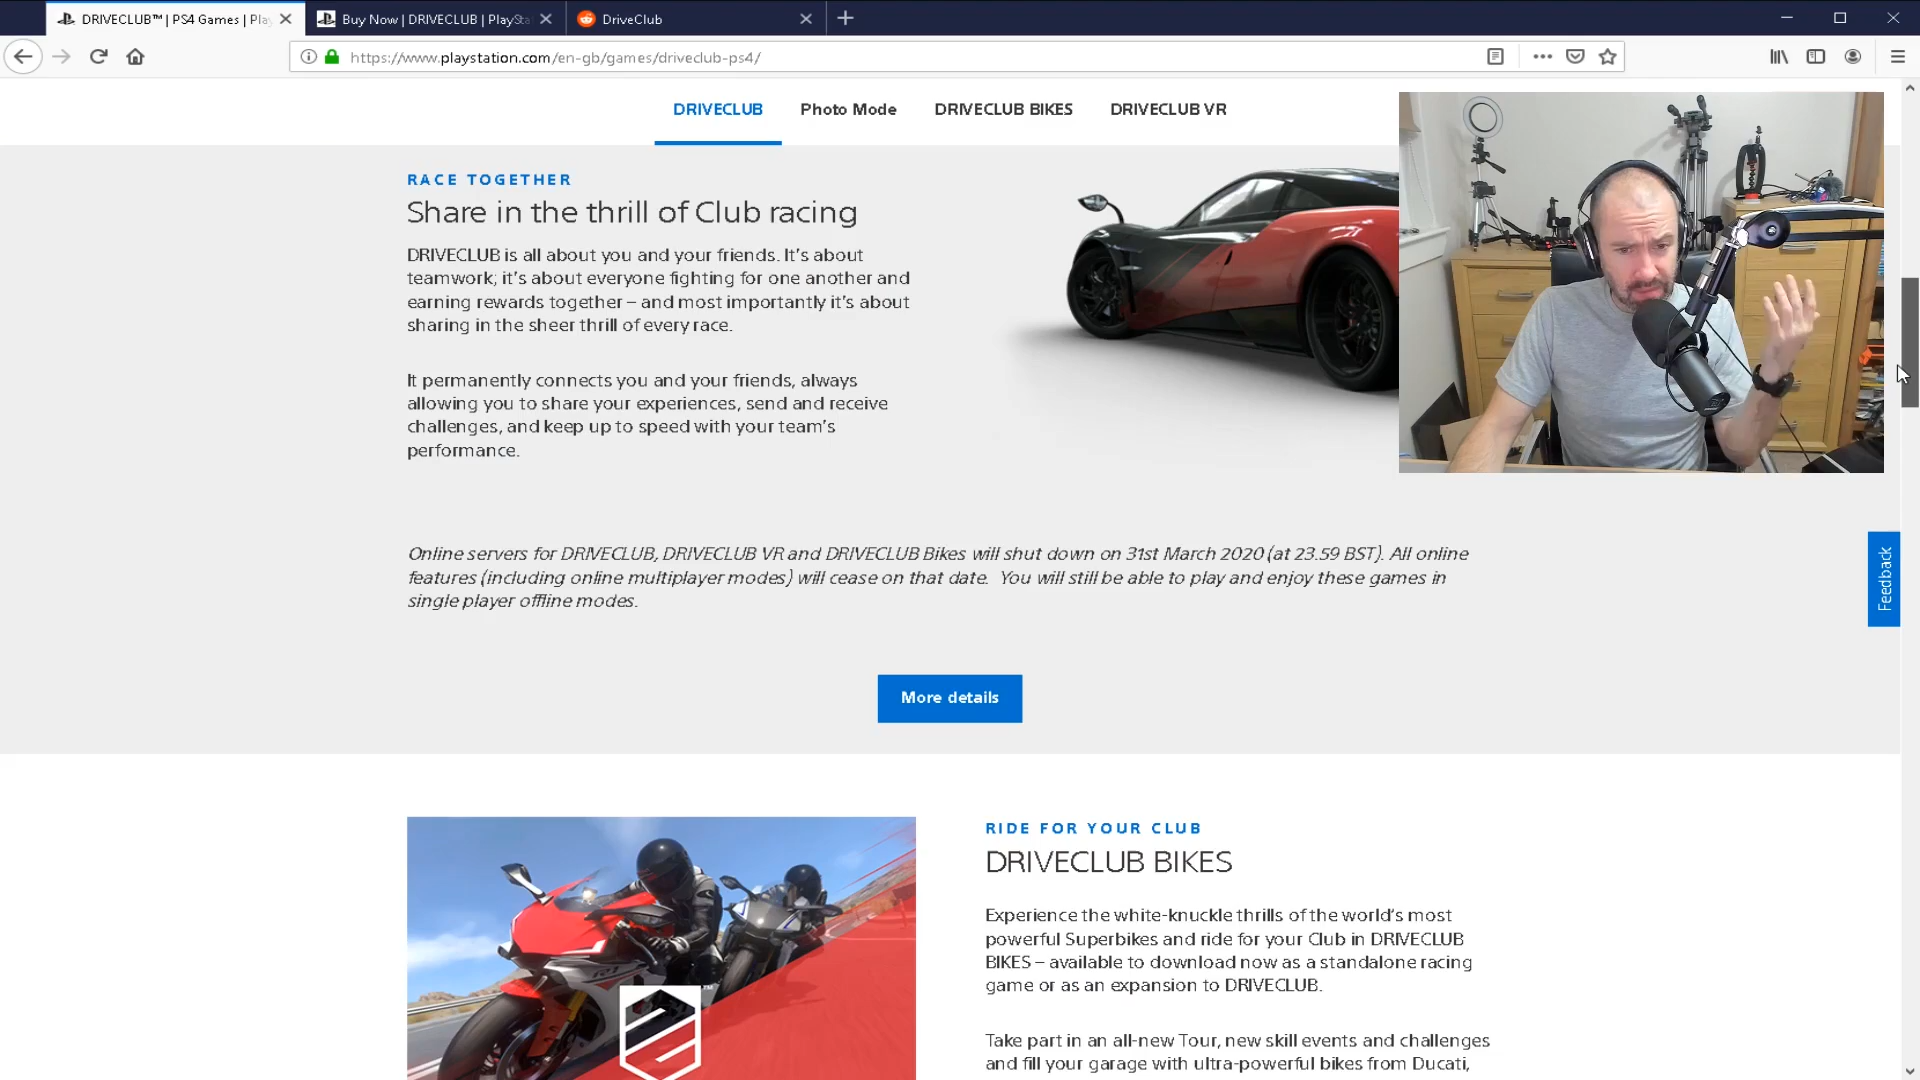 DRIVECLUB™ | PS4 Games | Pla
Buy Now | DRIVECLUB | PlaySta
DriveClub
https://www.playstation.com/en-gb/games/driveclub-ps4/
DRIVECLUB
Photo Mode
DRIVECLUB BIKES
DRIVECLUB VR
RACE TOGETHER
Share in the thrill of Club racing
DRIVECLUB is all about you and your friends. It's about
teamwork; it's about everyone fighting for one another and
earning rewards together – and most importantly it's about
sharing in the sheer thrill of every race.
It permanently connects you and your friends, always
allowing you to share your experiences, send and receive
challenges, and keep up to speed with your team's
performance.
Online servers for DRIVECLUB, DRIVECLUB VR and DRIVECLUB Bikes will shut down on 31st March 2020 (at 23.59 BST). All online
features (including online multiplayer modes) will cease on that date.  You will still be able to play and enjoy these games in
single player offline modes.
Feedback
More details
RIDE FOR YOUR CLUB
DRIVECLUB BIKES
Experience the white-knuckle thrills of the world's most
powerful Superbikes and ride for your Club in DRIVECLUB
BIKES – available to download now as a standalone racing
game or as an expansion to DRIVECLUB.
Take part in an all-new Tour, new skill events and challenges
and fill your garage with ultra-powerful bikes from Ducati,